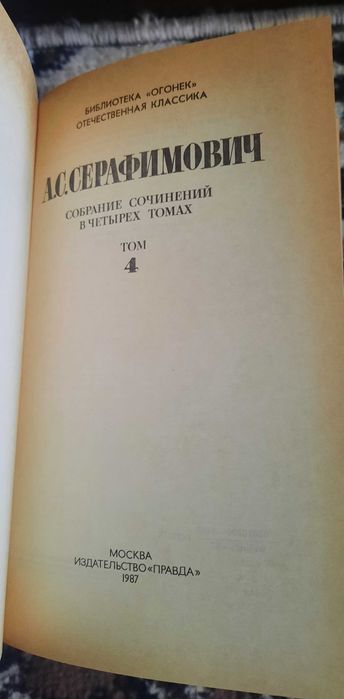 БИБЛИОТЕКА «ОГОНЕК»
ОТЕЧЕСТВЕННАЯ КЛАССИКА
А.С.СЕРАФИМОВИЧ
СОБРАНИЕ СОЧИНЕНИЙ
В ЧЕТЫРЕХ ТОМАХ
ТОМ
4
МОСКВА
ИЗДАТЕЛЬСТВО «ПРАВДА»
1987